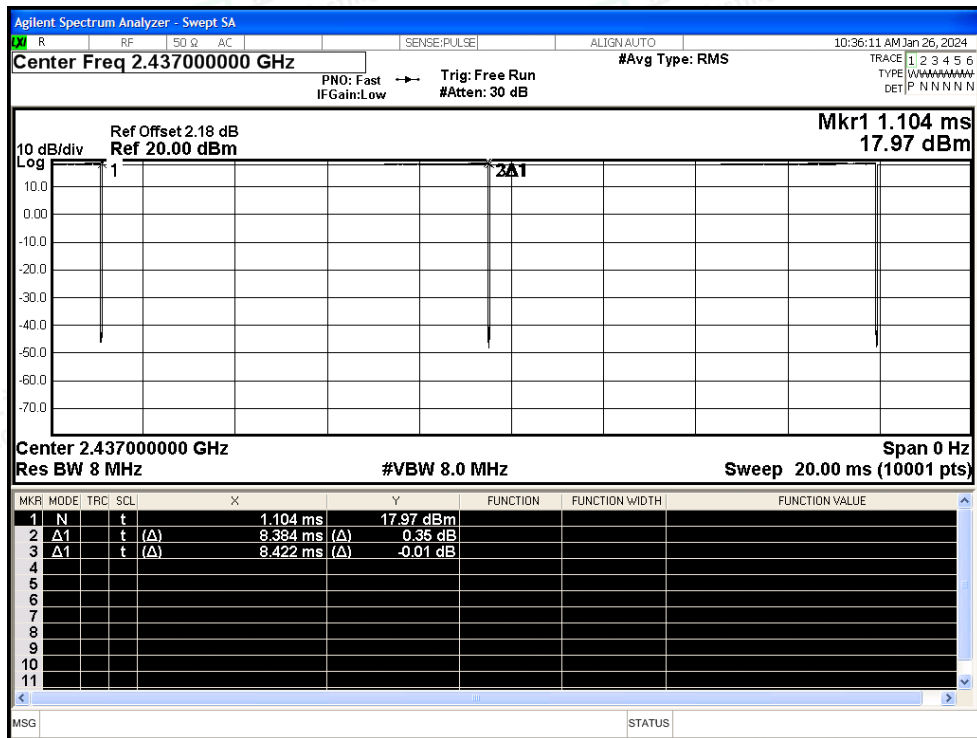 Agilent Spectrum Analyzer - Swept SA
LXI R RF 50 Ω AC SENSE:PULSE ALIGN AUTO 10:36:11 AM Jan 26, 2024
Center Freq 2.437000000 GHz #Avg Type: RMS TRACE 1 2 3 4 5 6
PNO: Fast Trig: Free Run TYPE W
IFGain:Low #Atten: 30 dB DET P N N N N N
Mkr1 1.104 ms
Ref Offset 2.18 dB
10 dB/div Ref 20.00 dBm 17.97 dBm
Log
1 2Δ1
10.0
0.00
-10.0
-20.0
-30.0
-40.0
-50.0
-60.0
-70.0
Center 2.437000000 GHz Span 0 Hz
Res BW 8 MHz #VBW 8.0 MHz Sweep 20.00 ms (10001 pts)
MKR MODE TRC SCL X Y FUNCTION FUNCTION WIDTH FUNCTION VALUE
1 N t 1.104 ms 17.97 dBm
2 Δ1 t (Δ) 8.384 ms (Δ) 0.35 dB
3 Δ1 t (Δ) 8.422 ms (Δ) -0.01 dB
4
5
6
7
8
9
10
11
MSG STATUS